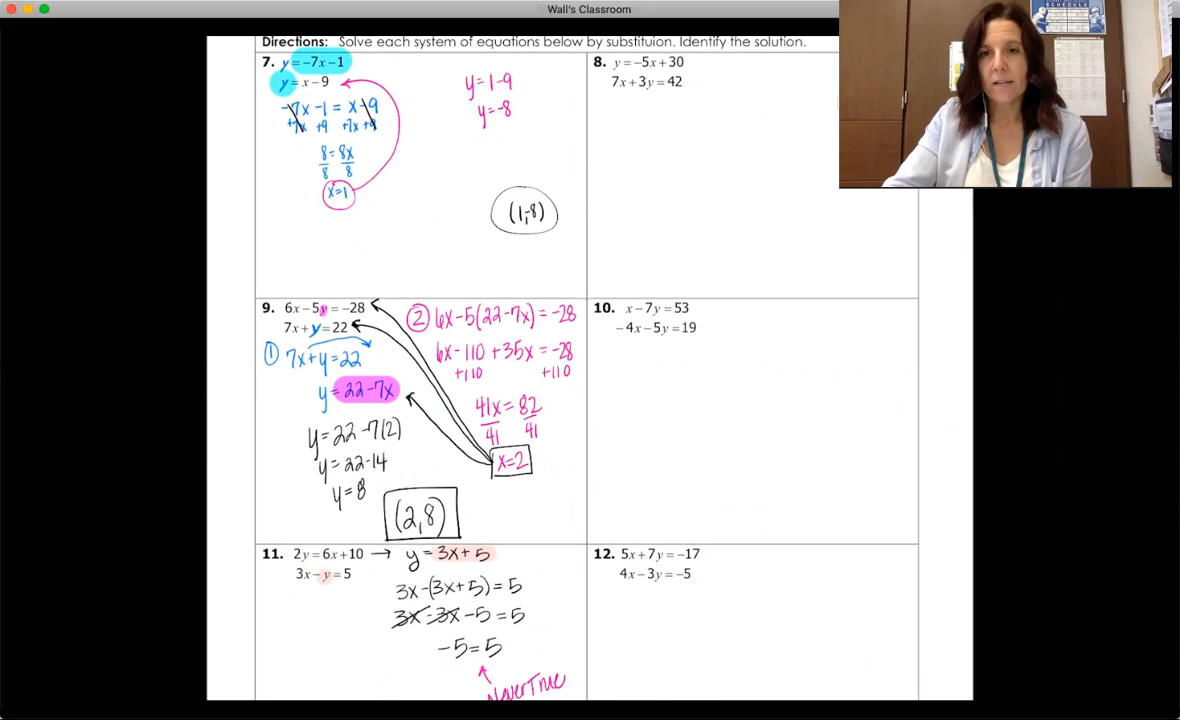 Wall's Classroom
SCHEDULE
Directions: Solve each system of equations below by substituion. Identify the solution.
7. y = −7x − 1
y = x − 9
-7x -1 = x -9
+7x +9 +7x +9
8 = 8x
8 8
x=1
y=1-9
y=-8
(1,-8)
8. y = −5x + 30
7x + 3y = 42
9. 6x − 5y = −28
7x + y = 22
① 7x+y=22
y= 22-7x
y=22-7(2)
y=22-14
y=8
② 6x-5(22-7x)=-28
6x-110+35x=-28
+110 +110
41x=82
41 41
x=2
(2,8)
10. x − 7y = 53
−4x − 5y = 19
11. 2y = 6x + 10 → y = 3x+5
3x − y = 5
3x-(3x+5)=5
3x-3x-5=5
-5=5
Never True
12. 5x + 7y = −17
4x − 3y = −5